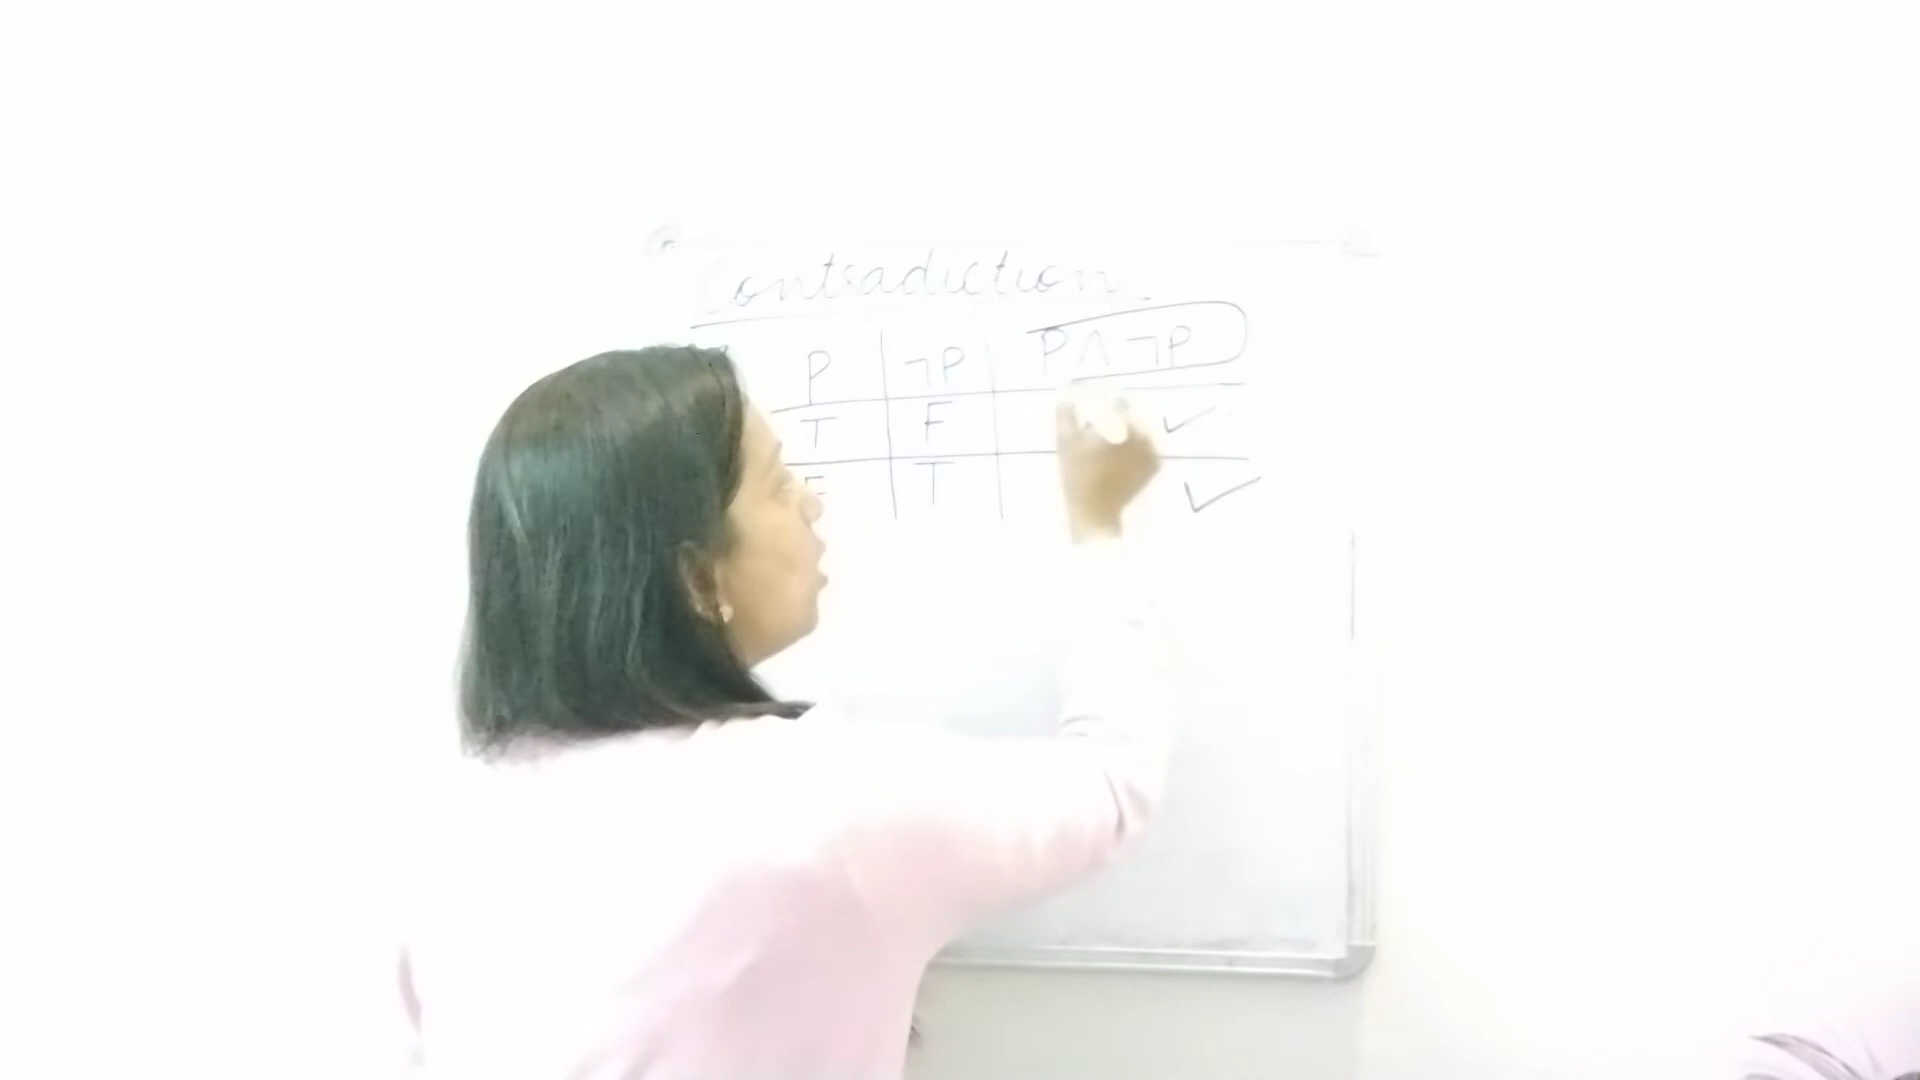 Contradiction
P ¬P P ∧ ¬P
T F ✓
F T ✓